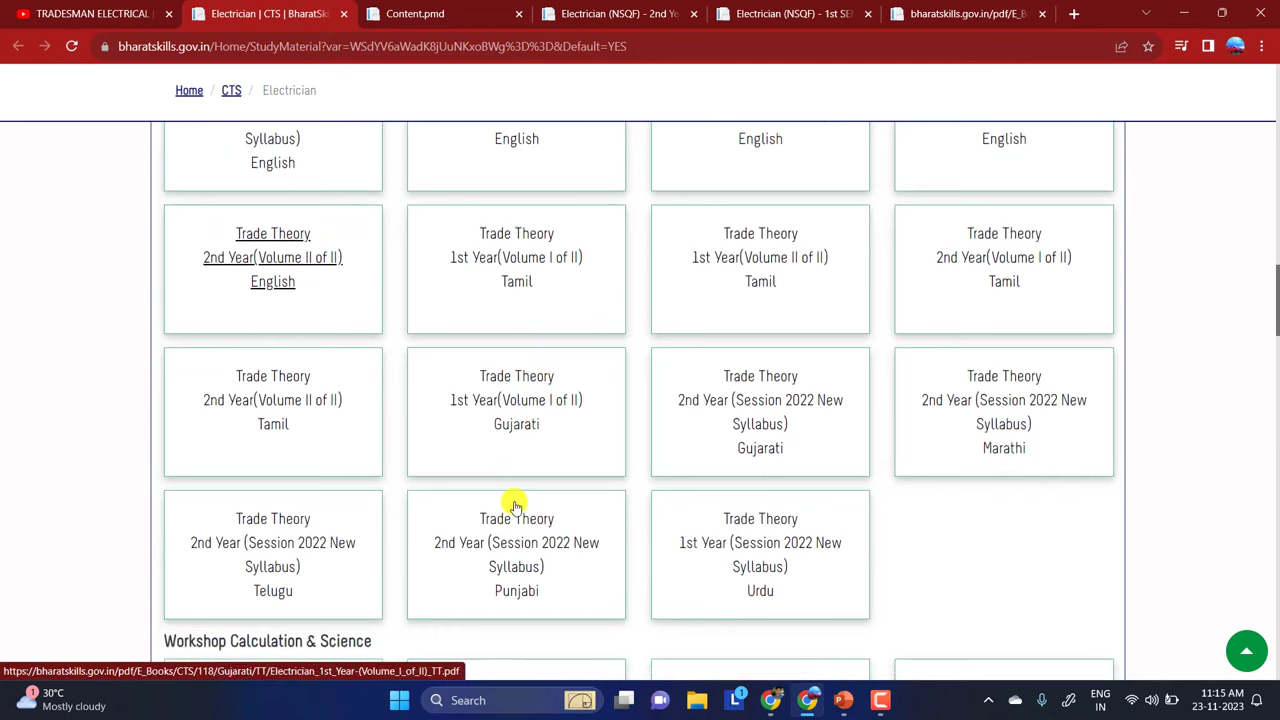 TRADESMAN ELECTRICAL |
Electrician | CTS | BharatSki
Content.pmd
Electrician (NSQF) - 2nd Ye
Electrician (NSQF) - 1st SE
bharatskills.gov.in/pdf/E_B
bharatskills.gov.in/Home/StudyMaterial?var=WSdYV6aWadK8jUuNKxoBWg%3D%3D&Default=YES
Home / CTS / Electrician
Syllabus)
English
English
English
English
Trade Theory
2nd Year(Volume II of II)
English
Trade Theory
1st Year(Volume I of II)
Tamil
Trade Theory
1st Year(Volume II of II)
Tamil
Trade Theory
2nd Year(Volume I of II)
Tamil
Trade Theory
2nd Year(Volume II of II)
Tamil
Trade Theory
1st Year(Volume I of II)
Gujarati
Trade Theory
2nd Year (Session 2022 New
Syllabus)
Gujarati
Trade Theory
2nd Year (Session 2022 New
Syllabus)
Marathi
Trade Theory
2nd Year (Session 2022 New
Syllabus)
Telugu
Trade Theory
2nd Year (Session 2022 New
Syllabus)
Punjabi
Trade Theory
1st Year (Session 2022 New
Syllabus)
Urdu
Workshop Calculation & Science
https://bharatskills.gov.in/pdf/E_Books/CTS/118/Gujarati/TT/Electrician_1st_Year-(Volume_I_of_II)_TT.pdf
1
30°C
Mostly cloudy
Search
L 1
ENG
IN
11:15 AM
23-11-2023